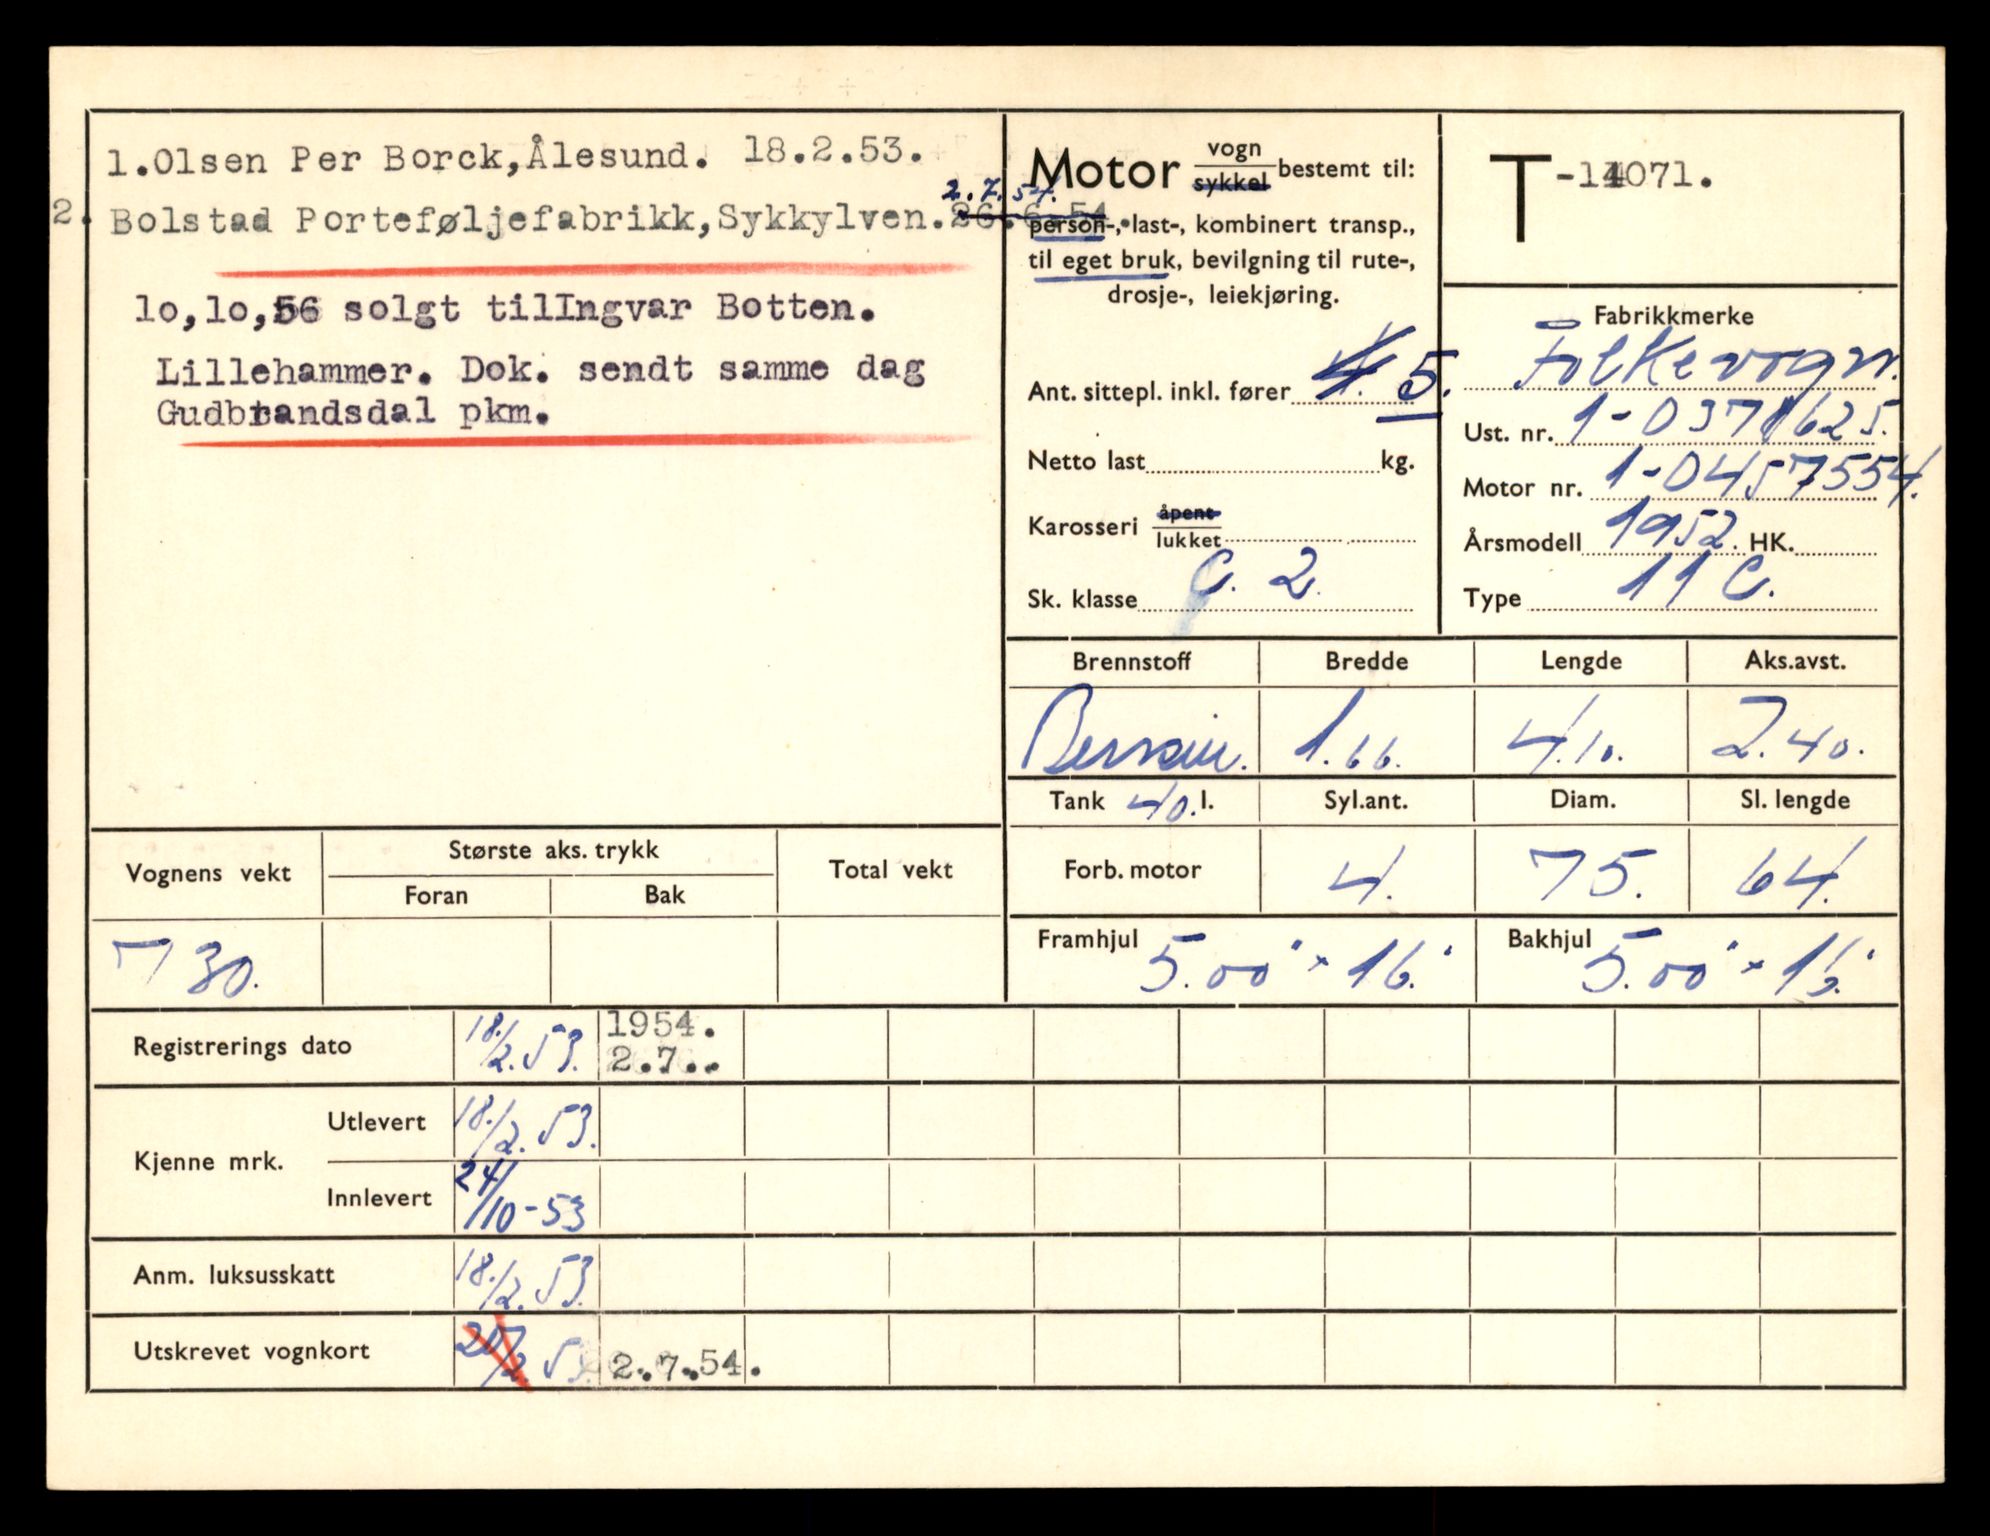 1.Olsen Per Borck,Ålesund. 18.2.53.
2.7.54.
2. Bolstad Porteføljefabrikk,Sykkylven.26.6.54.
lo,lo,56 solgt tilIngvar Botten.
Lillehammer. Dok. sendt samme dag
Gudbrandsdal pkm.
Motor vogn/sykkel bestemt til:
person-, last-, kombinert transp.,
til eget bruk, bevilgning til rute-,
drosje-, leiekjøring.
Ant. sittepl. inkl. fører 4. 5.
Netto last kg.
Karosseri åpent/lukket
Sk. klasse C. 2.
T-14071.
Fabrikkmerke
Folkevogn.
Ust. nr. 1-0371625.
Motor nr. 1-0457554.
Årsmodell 1952. HK.
Type 11 C.
Brennstoff Bredde Lengde Aks.avst.
Bensin. 1.66. 4.10. 2.40.
Tank 40.l. Syl.ant. Diam. Sl. lengde
Forb. motor 4. 75. 64.
Framhjul 5.00" x 16." Bakhjul 5.00" x 16."
Vognens vekt Største aks. trykk Total vekt
Foran Bak
730.
Registrerings dato 18./2.53. 1954.
2.7..
Kjenne mrk.
Utlevert 18./2.53.
Innlevert 24/10-53
Anm. luksusskatt 18./2.53.
Utskrevet vognkort 20/2.53. 2.7.54.